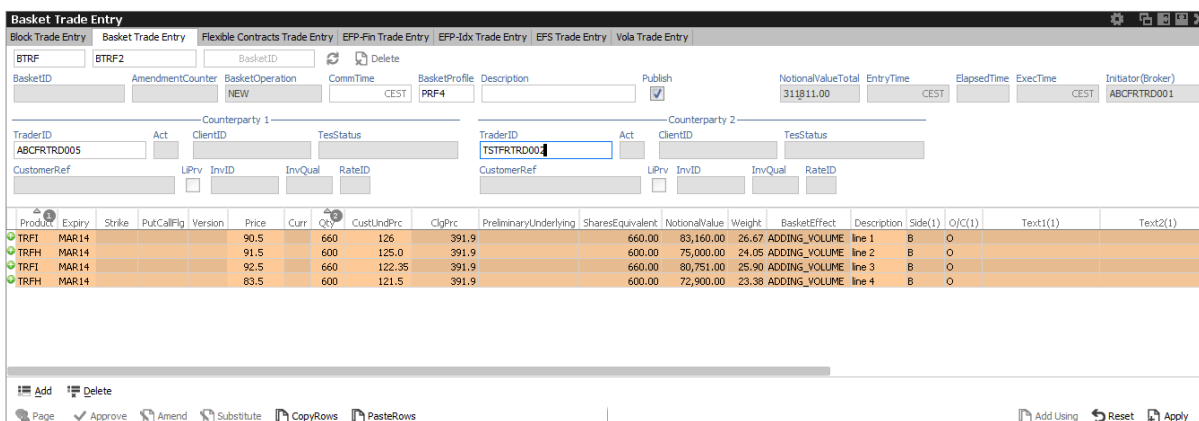 Basket Trade Entry
Block Trade Entry Basket Trade Entry Flexible Contracts Trade Entry EFP-Fin Trade Entry EFP-Idx Trade Entry EFS Trade Entry Vola Trade Entry
BTRF BTRF2 BasketID Delete
BasketID AmendmentCounter BasketOperation CommTime BasketProfile Description Publish NotionalValueTotal EntryTime ElapsedTime ExecTime Initiator(Broker)
NEW CEST PRF4 311811.00 CEST CEST ABCFRTRD001
Counterparty 1 Counterparty 2
TraderID Act ClientID TesStatus TraderID Act ClientID TesStatus
ABCFRTRD005 TSTFRTRD002
CustomerRef LiPrv InvID InvQual RateID CustomerRef LiPrv InvID InvQual RateID
Product 1 Expiry Strike PutCallFlg Version Price Curr Qty 2 CustUndPrc ClgPrc PreliminaryUnderlying SharesEquivalent NotionalValue Weight BasketEffect Description Side(1) O/C(1) Text1(1) Text2(1)
TRFI MAR14 90.5 660 126 391.9 660.00 83,160.00 26.67 ADDING_VOLUME line 1 B O
TRFH MAR14 91.5 600 125.0 391.9 600.00 75,000.00 24.05 ADDING_VOLUME line 2 B O
TRFI MAR14 92.5 660 122.35 391.9 660.00 80,751.00 25.90 ADDING_VOLUME line 3 B O
TRFH MAR14 83.5 600 121.5 391.9 600.00 72,900.00 23.38 ADDING_VOLUME line 4 B O
Add Delete
Page Approve Amend Substitute CopyRows PasteRows Add Using Reset Apply